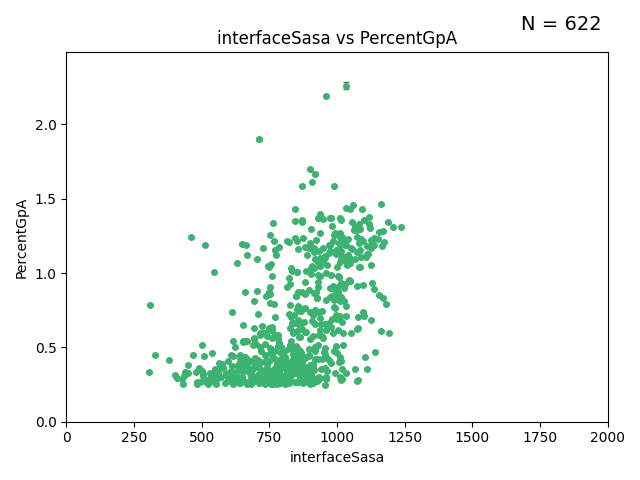 N = 622
interfaceSasa vs PercentGpA
PercentGpA
2.0
1.5
1.0
0.5
0.0
0 250 500 750 1000 1250 1500 1750 2000
interfaceSasa